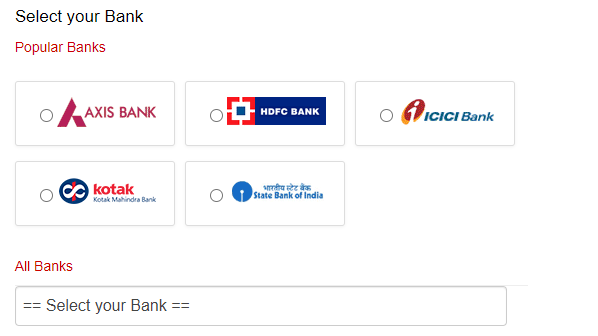 Select your Bank
Popular Banks
AXIS BANK
HDFC BANK
ICICI Bank
kotak
Kotak Mahindra Bank
भारतीय स्टेट बैंक
State Bank of India
All Banks
== Select your Bank ==